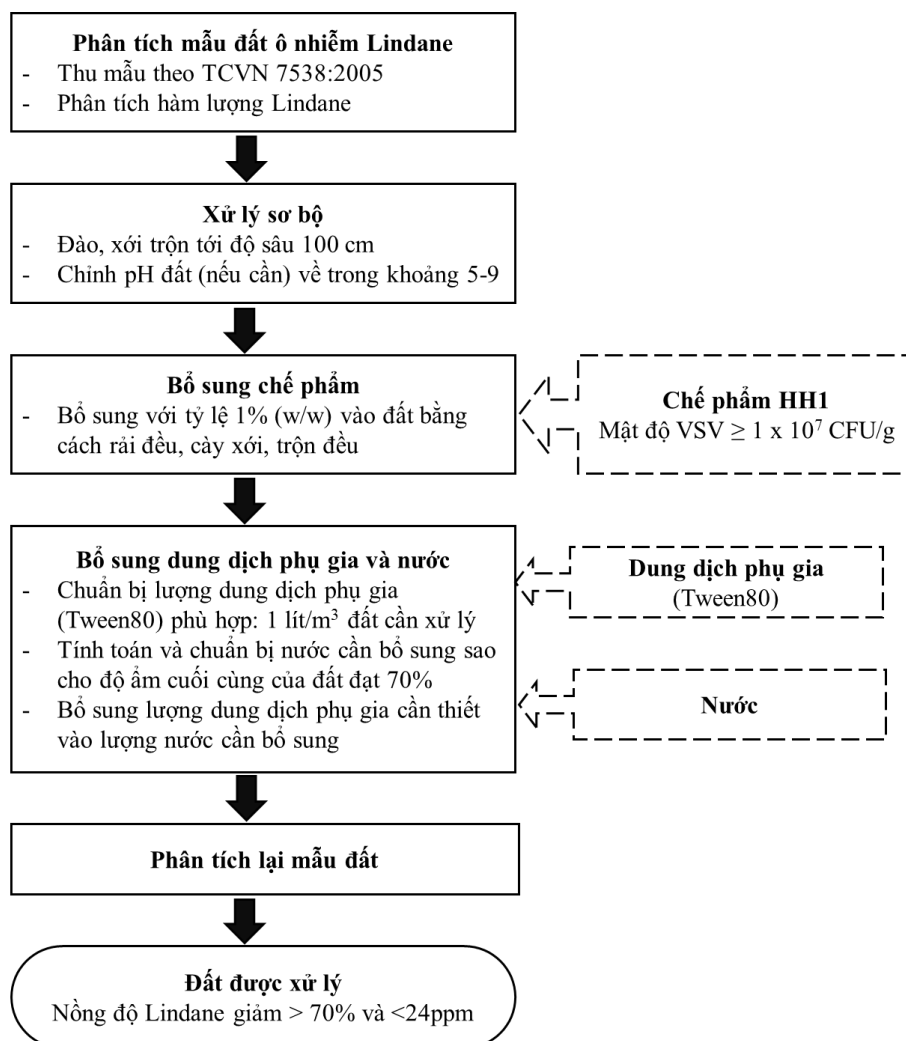 Phân tích mẫu đất ô nhiễm Lindane
- Thu mẫu theo TCVN 7538:2005
- Phân tích hàm lượng Lindane
Xử lý sơ bộ
- Đào, xới trộn tới độ sâu 100 cm
- Chỉnh pH đất (nếu cần) về trong khoảng 5-9
Bổ sung chế phẩm
- Bổ sung với tỷ lệ 1% (w/w) vào đất bằng
cách rải đều, cày xới, trộn đều
Chế phẩm HH1
Mật độ VSV ≥ 1 x 10⁷ CFU/g
Bổ sung dung dịch phụ gia và nước
- Chuẩn bị lượng dung dịch phụ gia
(Tween80) phù hợp: 1 lít/m³ đất cần xử lý
- Tính toán và chuẩn bị nước cần bổ sung sao
cho độ ẩm cuối cùng của đất đạt 70%
- Bổ sung lượng dung dịch phụ gia cần thiết
vào lượng nước cần bổ sung
Dung dịch phụ gia
(Tween80)
Nước
Phân tích lại mẫu đất
Đất được xử lý
Nồng độ Lindane giảm > 70% và <24ppm